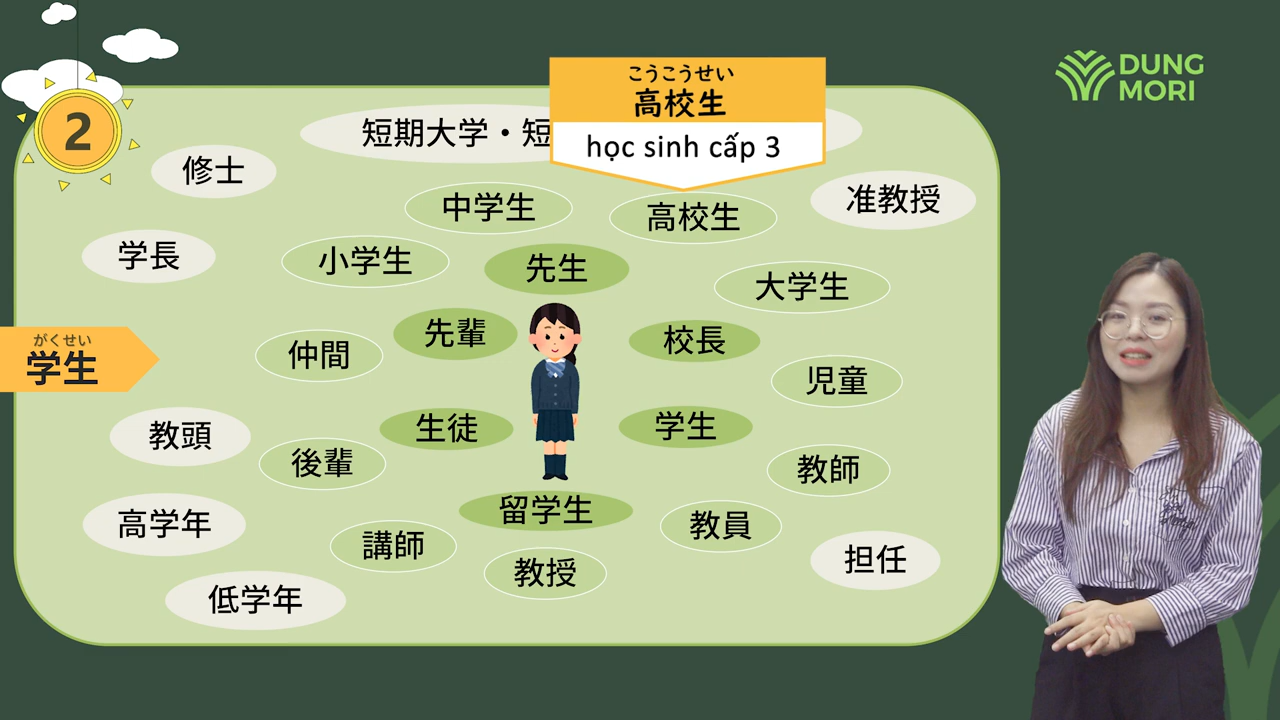 DUNG
MORI
2
こうこうせい
高校生
học sinh cấp 3
短期大学・短
修士
准教授
中学生
高校生
学長
小学生
先生
大学生
がくせい
学生
先輩
校長
仲間
児童
教頭
生徒
学生
後輩
教師
高学年
留学生
教員
講師
担任
教授
低学年